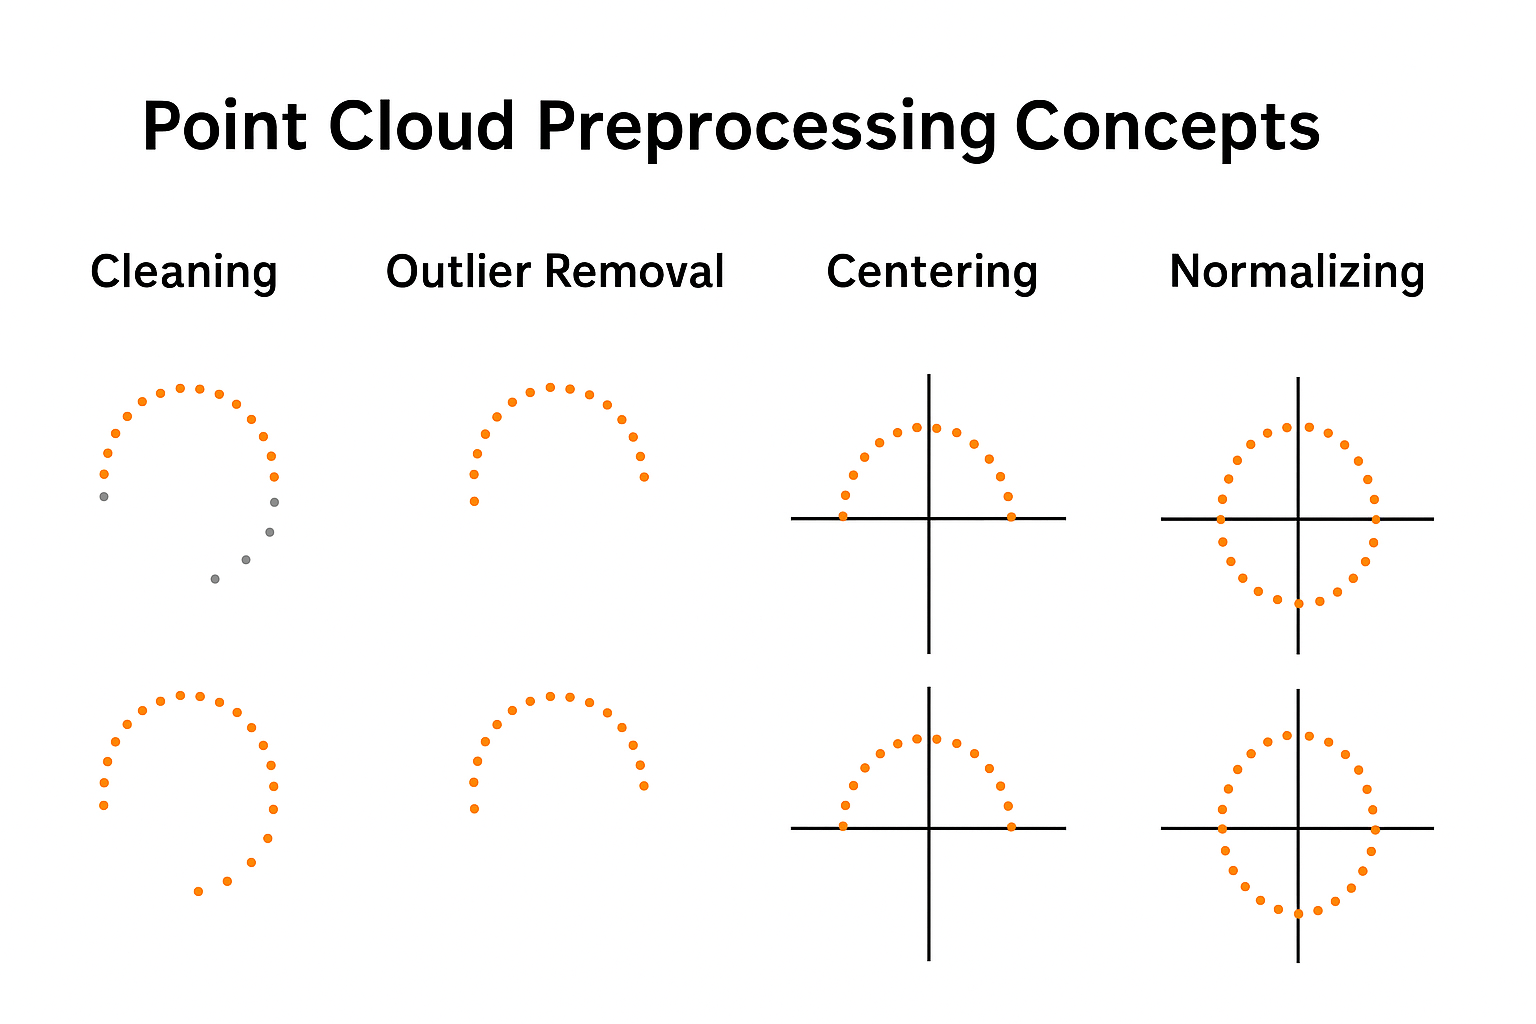 Point Cloud Preprocessing Concepts
Cleaning
Outlier Removal
Centering
Normalizing